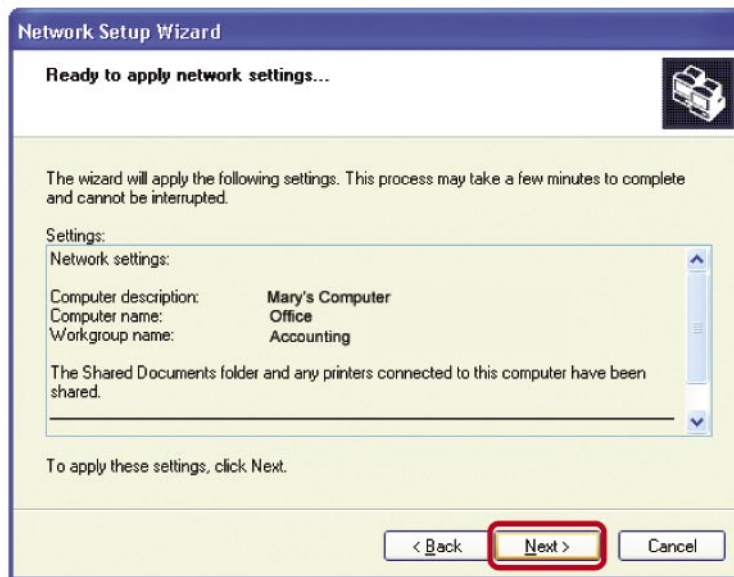 Network Setup Wizard
Ready to apply network settings...
The wizard will apply the following settings. This process may take a few minutes to complete
and cannot be interrupted.
Settings:
Network settings:
Computer description: Mary's Computer
Computer name: Office
Workgroup name: Accounting
The Shared Documents folder and any printers connected to this computer have been
shared.
To apply these settings, click Next.
< Back Next > Cancel